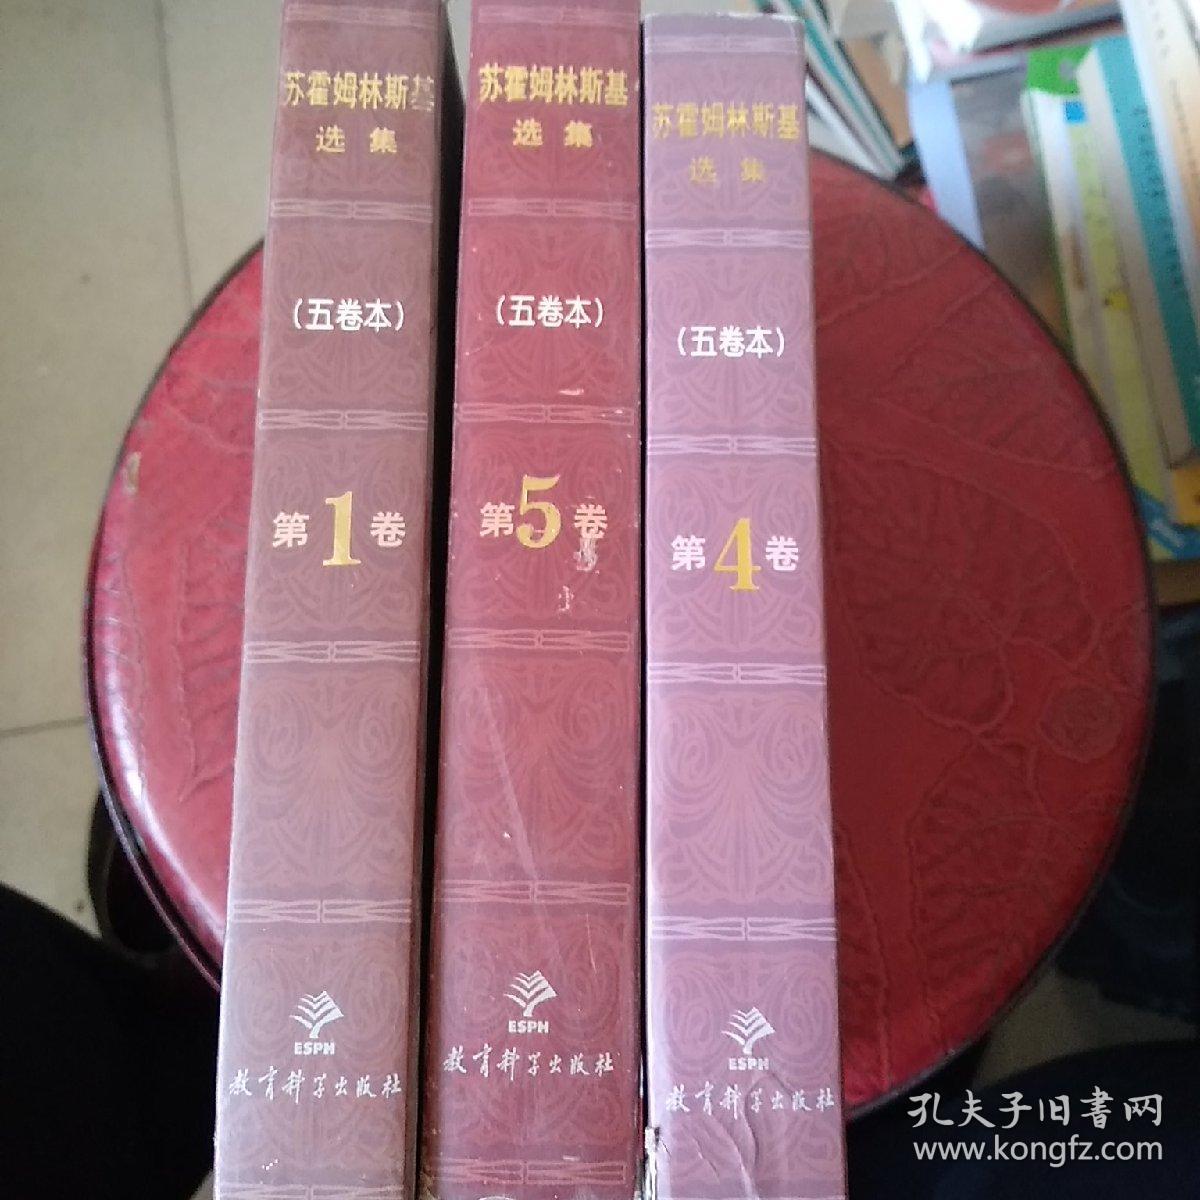 苏霍姆林斯基
选集
(五卷本)
第1卷
ESPH
教育科学出版社
苏霍姆林斯基
选集
(五卷本)
第5卷
ESPH
教育科学出版社
苏霍姆林斯基
选集
(五卷本)
第4卷
ESPH
教育科学出版社
孔夫子旧書网
www.kongfz.com